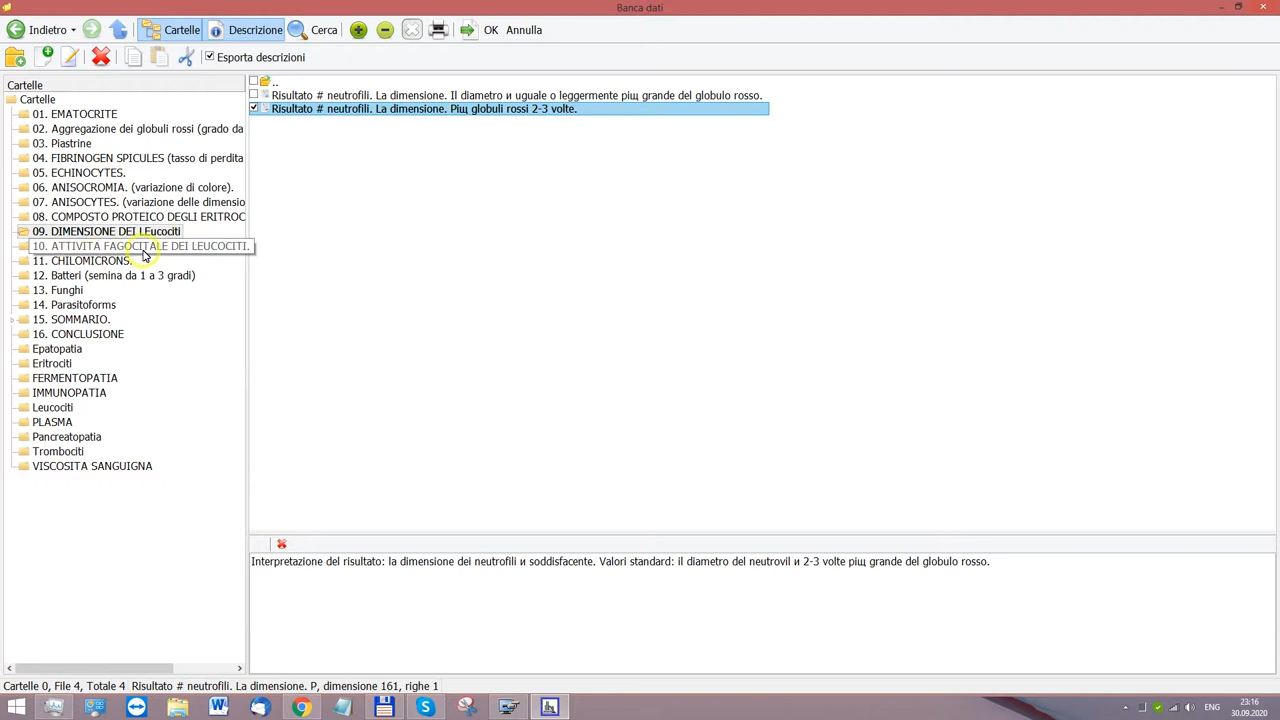 Banca dati
Indietro Cartelle Descrizione Cerca OK Annulla
Esporta descrizioni
Cartelle
Cartelle
01. EMATOCRITE
02. Aggregazione dei globuli rossi (grado da
03. Piastrine
04. FIBRINOGEN SPICULES (tasso di perdita
05. ECHINOCYTES.
06. ANISOCROMIA. (variazione di colore).
07. ANISOCYTES. (variazione delle dimensio
08. COMPOSTO PROTEICO DEGLI ERITROC
09. DIMENSIONE DEI LEucociti
10. ATTIVITA FAGOCITALE DEI LEUCOCITI.
11. CHILOMICRONS.
12. Batteri (semina da 1 a 3 gradi)
13. Funghi
14. Parasitoforms
15. SOMMARIO.
16. CONCLUSIONE
Epatopatia
Eritrociti
FERMENTOPATIA
IMMUNOPATIA
Leucociti
PLASMA
Pancreatopatia
Trombociti
VISCOSITA SANGUIGNA
..
Risultato # neutrofili. La dimensione. Il diametro и uguale o leggermente piщ grande del globulo rosso.
Risultato # neutrofili. La dimensione. Piщ globuli rossi 2-3 volte.
Interpretazione del risultato: la dimensione dei neutrofili и soddisfacente. Valori standard: il diametro del neutrovil и 2-3 volte piщ grande del globulo rosso.
Cartelle 0, File 4, Totale 4 Risultato # neutrofili. La dimensione. P, dimensione 161, righe 1
ENG
23:16
30.09.2020